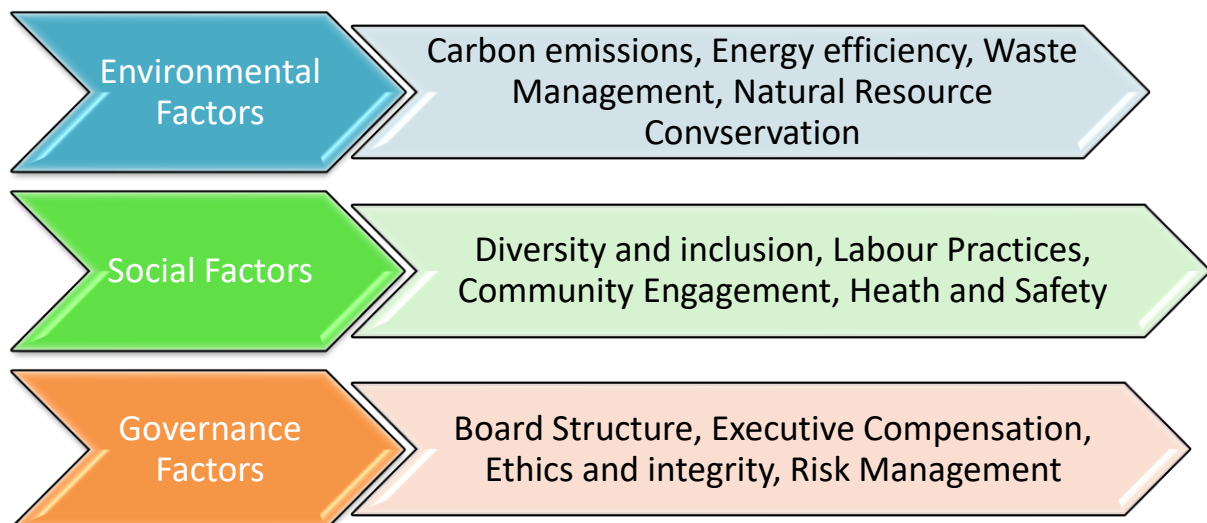 Environmental
Factors
Carbon emissions, Energy efficiency, Waste
Management, Natural Resource
Convservation
Social Factors
Diversity and inclusion, Labour Practices,
Community Engagement, Heath and Safety
Governance
Factors
Board Structure, Executive Compensation,
Ethics and integrity, Risk Management